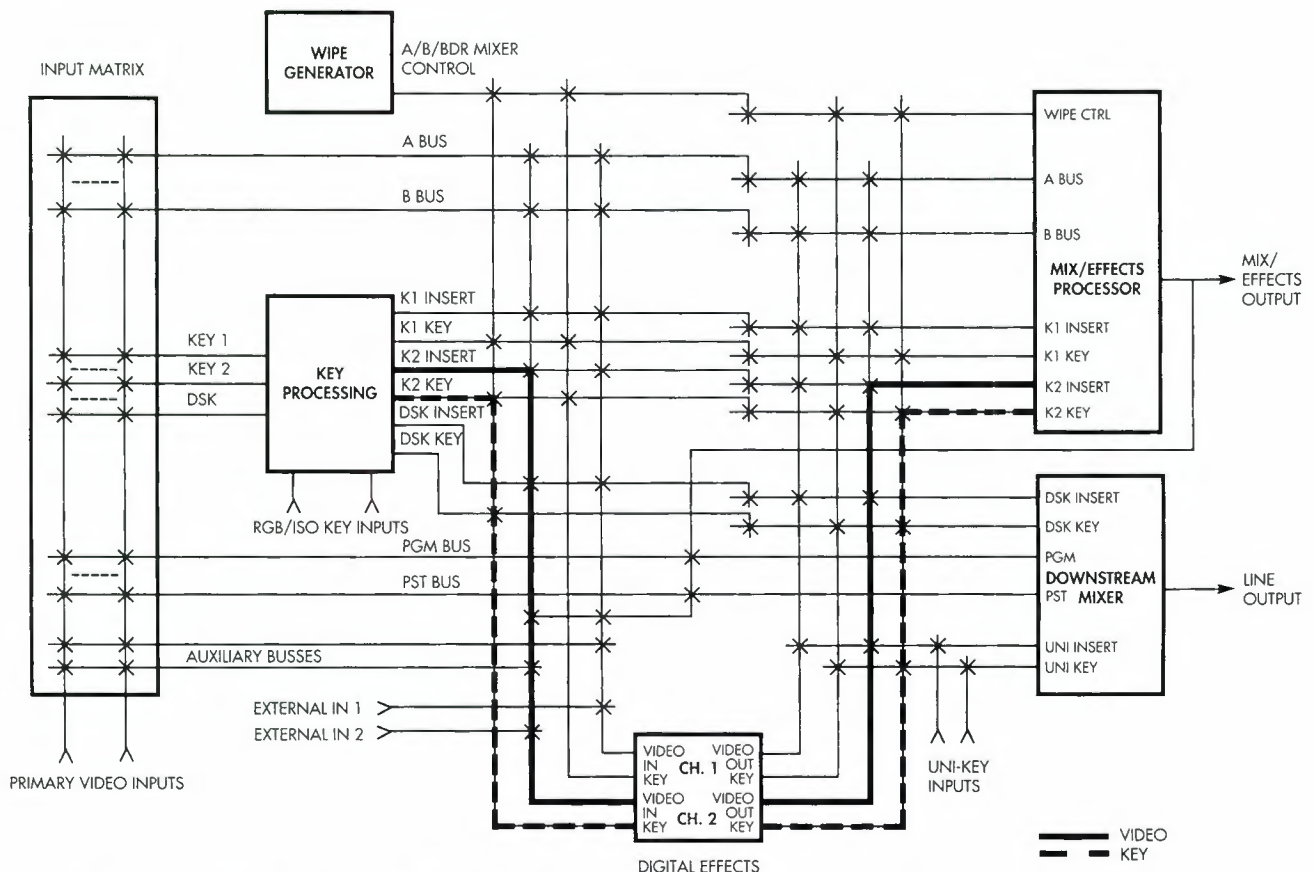 INPUT MATRIX
WIPE
GENERATOR
A/B/BDR MIXER
CONTROL
A BUS
B BUS
KEY 1
KEY 2
DSK
KEY
PROCESSING
K1 INSERT
K1 KEY
K2 INSERT
K2 KEY
DSK INSERT
DSK KEY
RGB/ISO KEY INPUTS
PGM BUS
PST BUS
AUXILIARY BUSSES
EXTERNAL IN 1
EXTERNAL IN 2
PRIMARY VIDEO INPUTS
WIPE CTRL
A BUS
B BUS
MIX/EFFECTS
PROCESSOR
K1 INSERT
K1 KEY
K2 INSERT
K2 KEY
MIX/
EFFECTS
OUTPUT
DSK INSERT
DSK KEY
PGM
DOWNSTREAM
PST MIXER
UNI INSERT
UNI KEY
LINE
OUTPUT
UNI-KEY
INPUTS
VIDEO VIDEO
IN CH. 1 OUT
KEY KEY
VIDEO VIDEO
IN CH. 2 OUT
KEY KEY
DIGITAL EFFECTS
VIDEO
KEY